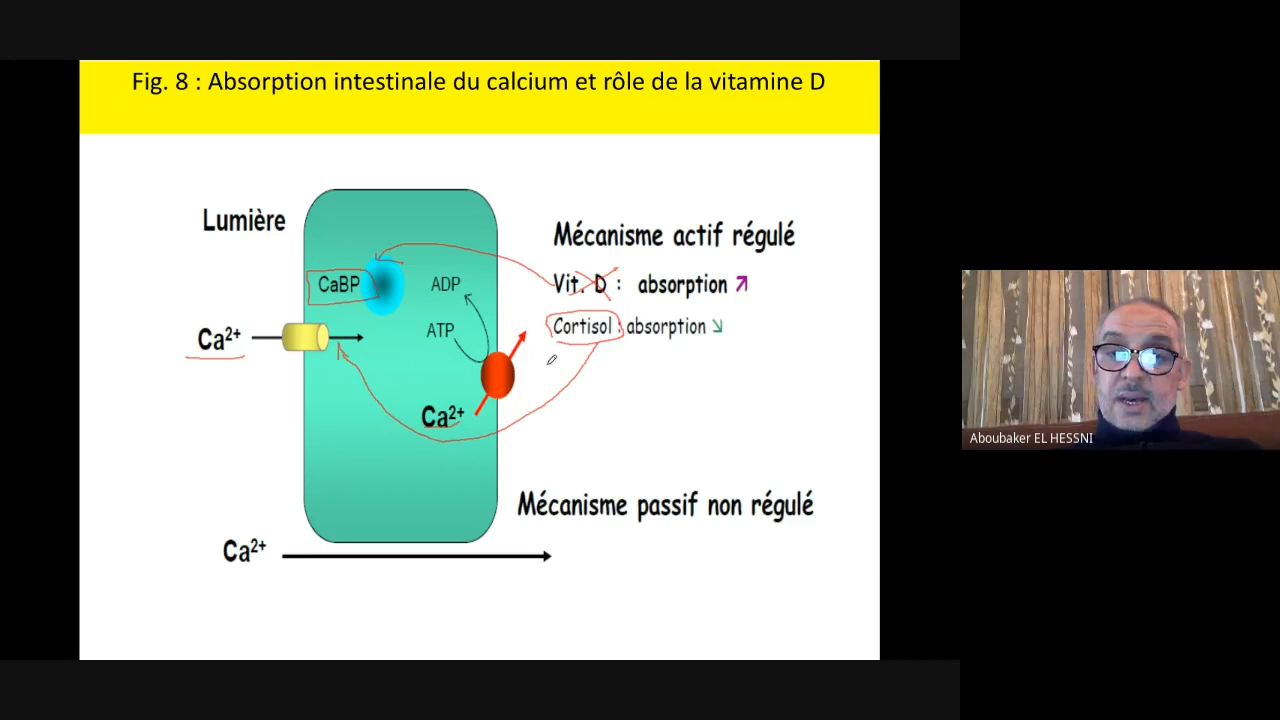 Fig. 8 : Absorption intestinale du calcium et rôle de la vitamine D
Lumière
Mécanisme actif régulé
CaBP
ADP
Vit. D : absorption ↗
ATP
Cortisol : absorption ↘
Ca²⁺
Ca²⁺
Mécanisme passif non régulé
Ca²⁺
Aboubaker EL HESSNI